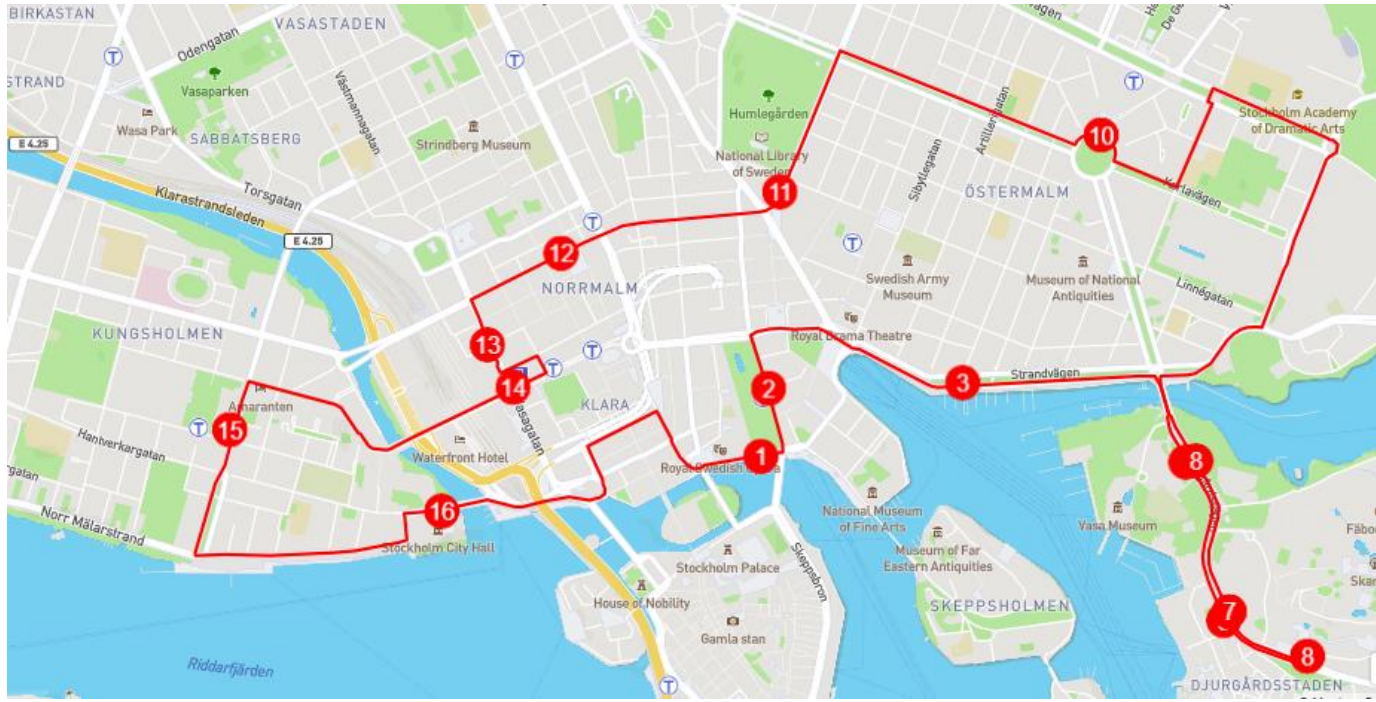 BIRKASTAN
VASASTADEN
Odengatan
T
T
T
STRAND
Vasaparken
Västmannagatan
Humlegården
Wasa Park
E 4.25
SABBATSBERG
Strindberg Museum
National Library
of Sweden
Artillerigatan
10
Stockholm Academy
of Dramatic Arts
Torsgatan
Klarastrandsleden
Sibyllegatan
ÖSTERMALM
Karlavägen
11
E 4.25
T
12
T
NORRMALM
Swedish Army
Museum
Museum of National
Antiquities
Linnégatan
KUNGSHOLMEN
13
T
Royal Drama Theatre
T
14
2
3
Strandvägen
Amaranten
KLARA
Vasagatan
T
15
Hantverkargatan
Waterfront Hotel
Royal Swedish Opera
1
8
Norr Mälarstrand
16
Stockholm City Hall
National Museum
of Fine Arts
Vasa Museum
Museum of Far
Eastern Antiquities
Stockholm Palace
Skeppsbron
House of Nobility
SKEPPSHOLMEN
Gamla stan
7
8
Riddarfjärden
T
DJURGÅRDSSTADEN